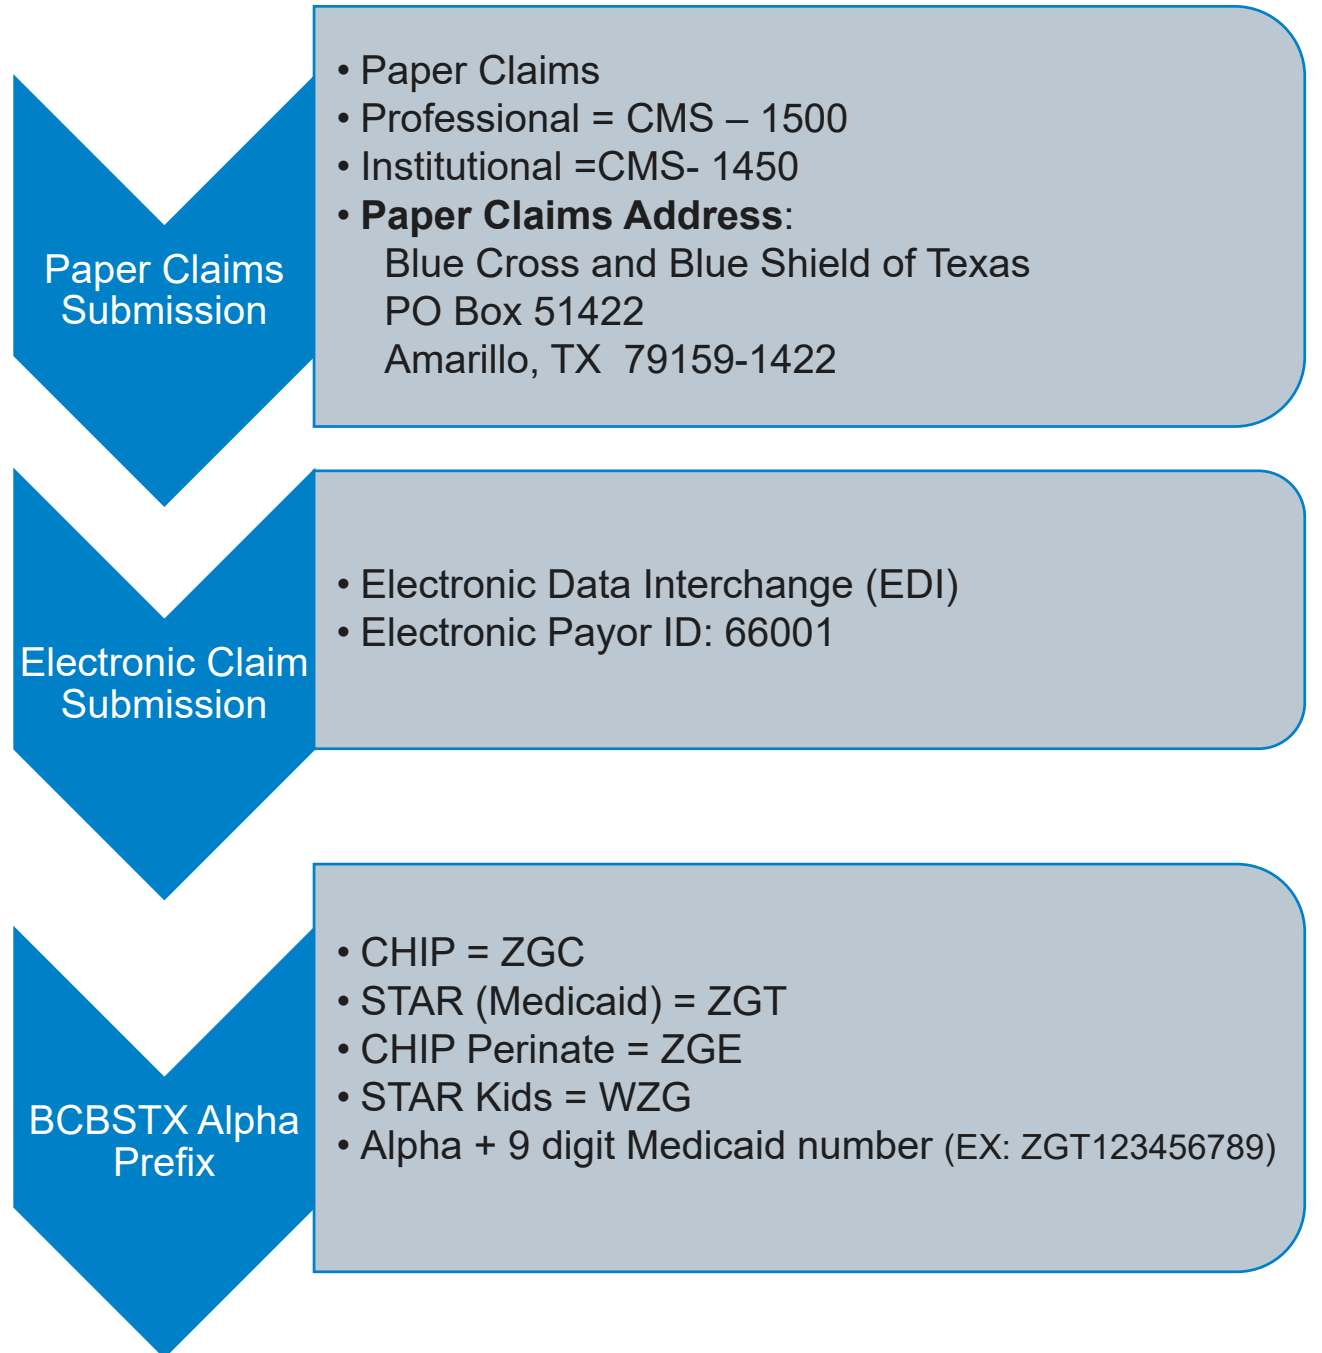 Paper Claims
Submission
• Paper Claims
• Professional = CMS – 1500
• Institutional =CMS- 1450
• Paper Claims Address:
Blue Cross and Blue Shield of Texas
PO Box 51422
Amarillo, TX  79159-1422
Electronic Claim
Submission
• Electronic Data Interchange (EDI)
• Electronic Payor ID: 66001
BCBSTX Alpha
Prefix
• CHIP = ZGC
• STAR (Medicaid) = ZGT
• CHIP Perinate = ZGE
• STAR Kids = WZG
• Alpha + 9 digit Medicaid number (EX: ZGT123456789)